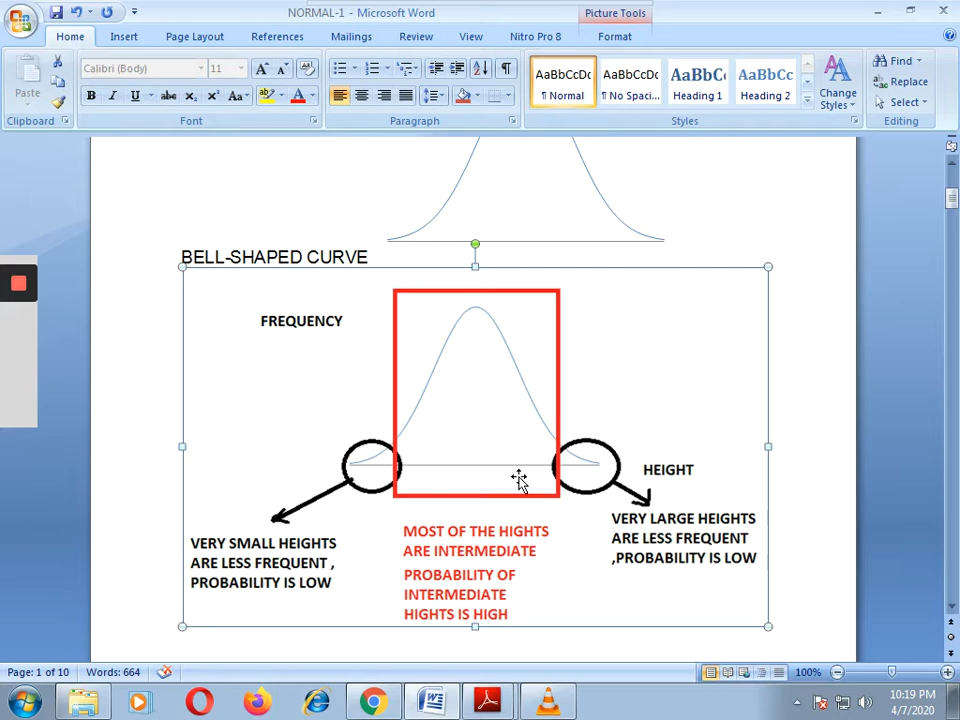 NORMAL-1 - Microsoft Word
Picture Tools
Home
Insert
Page Layout
References
Mailings
Review
View
Nitro Pro 8
Format
Paste
Clipboard
Calibri (Body)
11
Font
Paragraph
AaBbCcDc
¶ Normal
AaBbCcDc
¶ No Spaci...
AaBbCc
Heading 1
AaBbCc
Heading 2
Change
Styles
Styles
Find
Replace
Select
Editing
BELL-SHAPED CURVE
FREQUENCY
HEIGHT
VERY SMALL HEIGHTS
ARE LESS FREQUENT ,
PROBABILITY IS LOW
MOST OF THE HIGHTS
ARE INTERMEDIATE
PROBABILITY OF
INTERMEDIATE
HIGHTS IS HIGH
VERY LARGE HEIGHTS
ARE LESS FREQUENT
,PROBABILITY IS LOW
Page: 1 of 10
Words: 664
100%
10:19 PM
4/7/2020